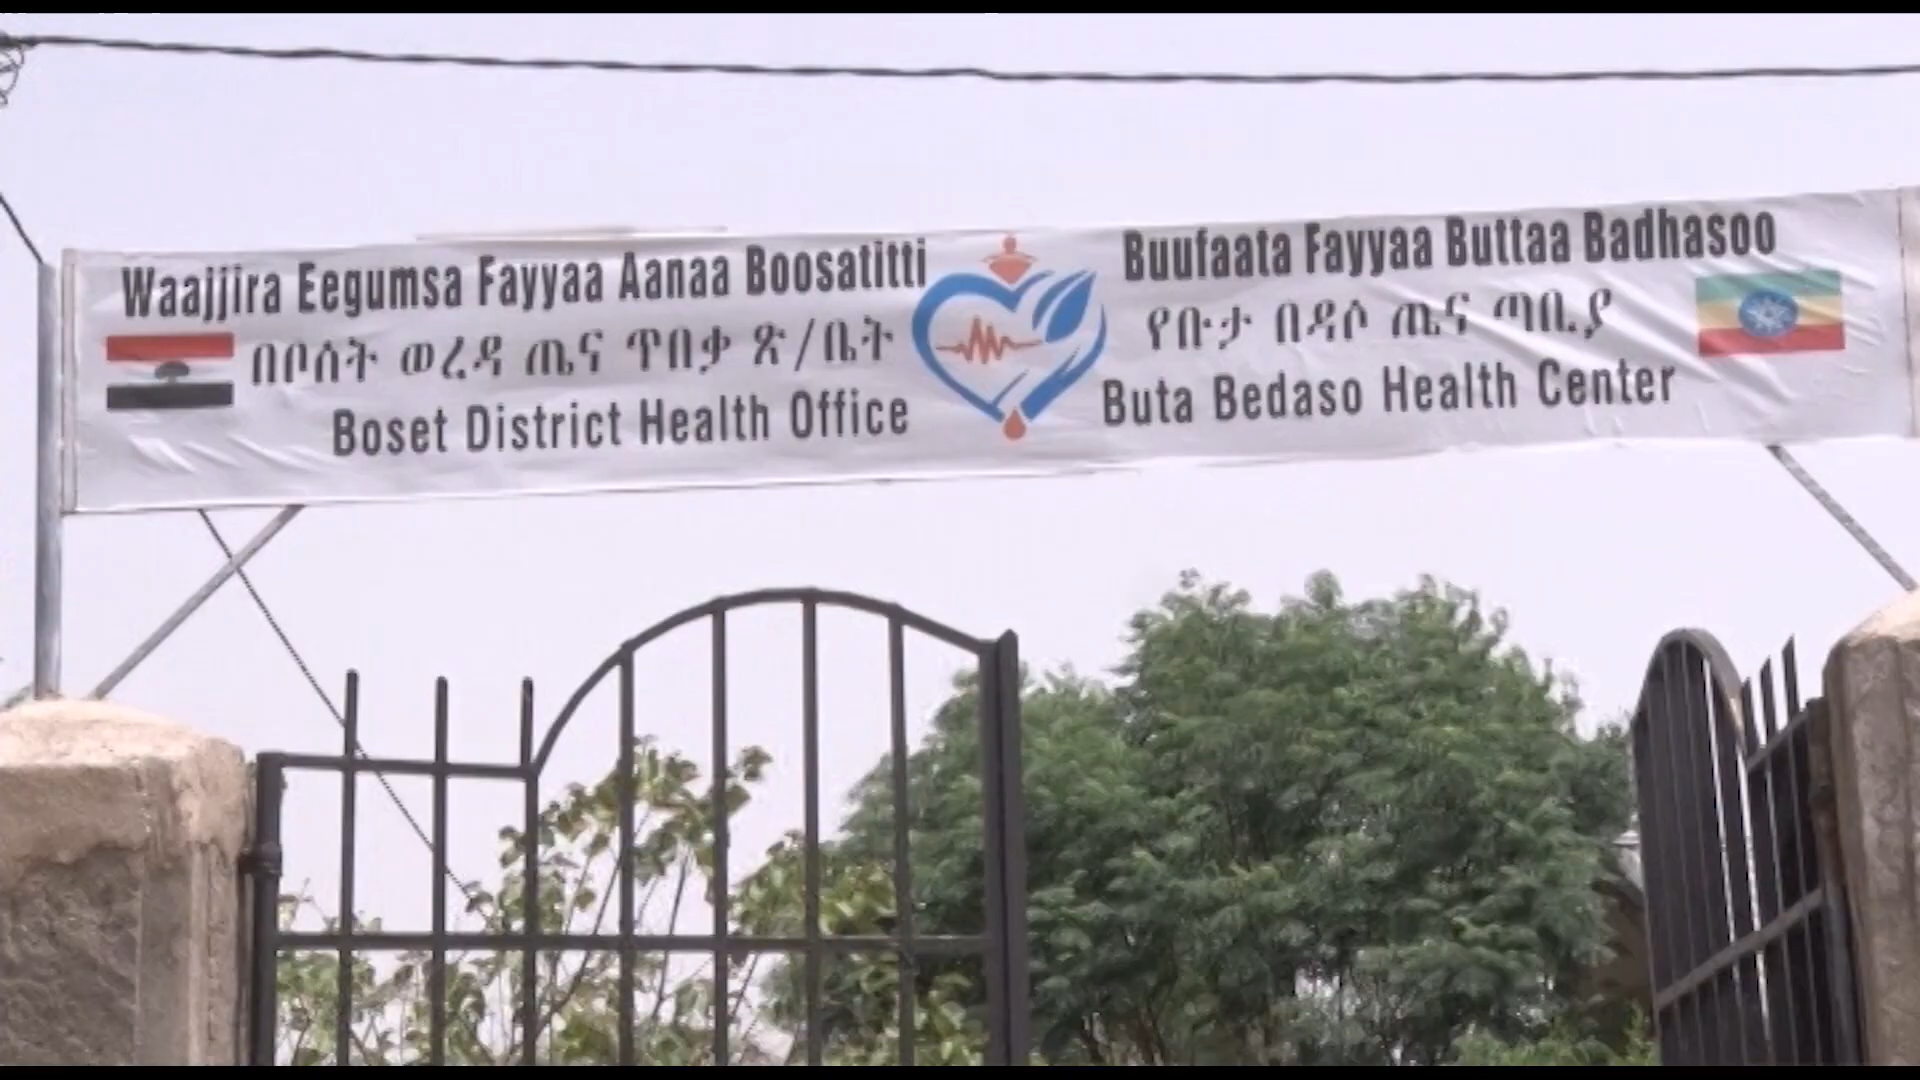 Waajjira Eegumsa Fayyaa Aanaa Boosatitti
በቦሰት ወረዳ ጤና ጥበቃ ጽ/ቤት
Boset District Health Office
Buufaata Fayyaa Buttaa Badhasoo
የቡታ በዳሶ ጤና ጣቢያ
Buta Bedaso Health Center